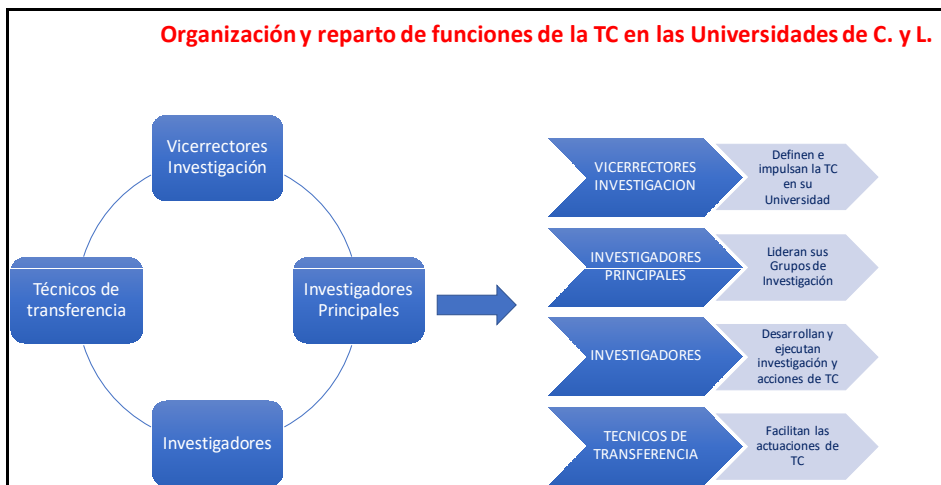 Organización y reparto de funciones de la TC en las Universidades de C. y L.
Vicerrectores
Investigación
Técnicos de
transferencia
Investigadores
Principales
Investigadores
VICERRECTORES
INVESTIGACION
Definen e
impulsan la TC
en su
Universidad
INVESTIGADORES
PRINCIPALES
Lideran sus
Grupos de
Investigación
INVESTIGADORES
Desarrollan y
ejecutan
investigación y
acciones de TC
TECNICOS DE
TRANSFERENCIA
Facilitan las
actuaciones de
TC